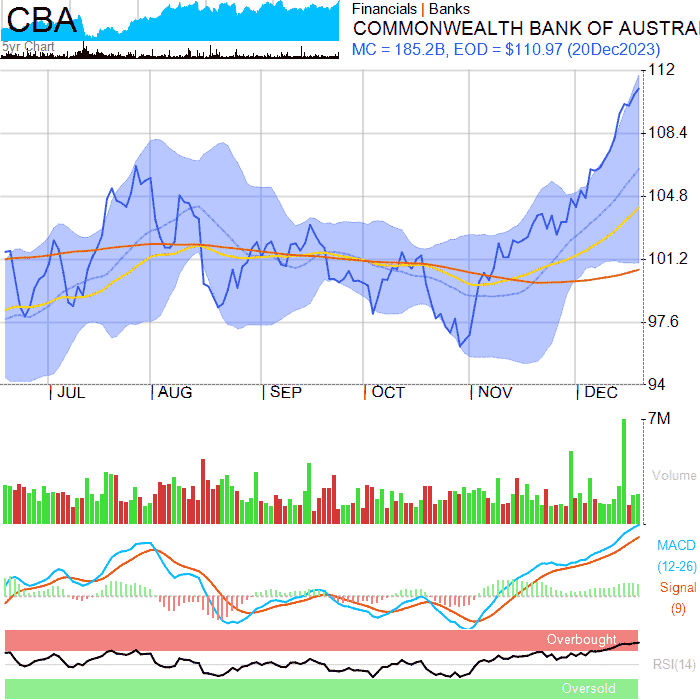 CBA
5yr Chart
Financials | Banks
COMMONWEALTH BANK OF AUSTRA
MC = 185.2B, EOD = $110.97 (20Dec2023)
112
108.4
104.8
101.2
97.6
94
JUL AUG SEP OCT NOV DEC
7M
Volume
MACD
(12-26)
Signal
(9)
Overbought
RSI(14)
Oversold